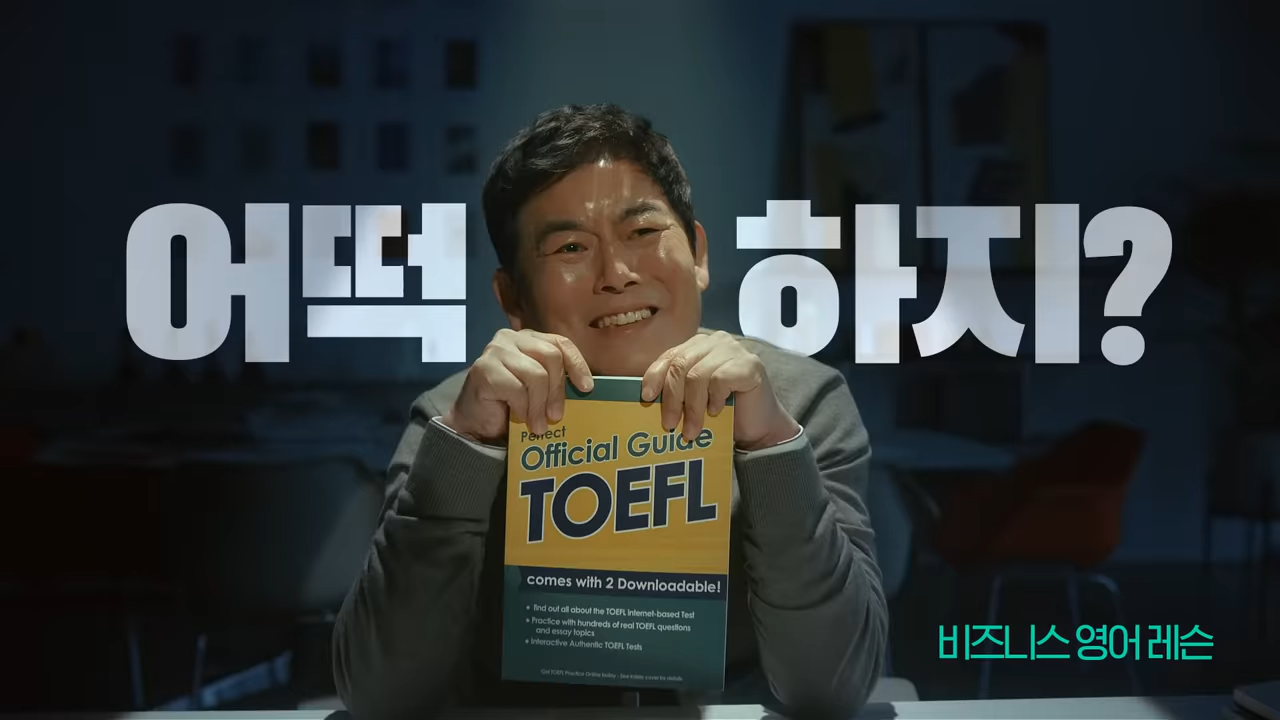 어떡 하지?
Perfect
Official Guide
TOEFL
comes with 2 Downloadable!
• find out all about the TOEFL Internet-based Test
• Practice with hundreds of real TOEFL questions
and essay topics
• Interactive Authentic TOEFL Tests
비즈니스 영어 레슨